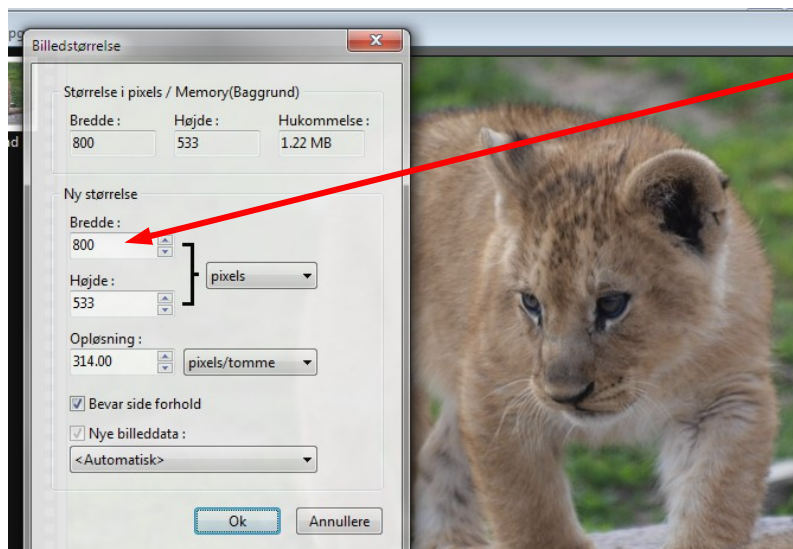 pg
Billedstørrelse
Størrelse i pixels / Memory(Baggrund)
Bredde : Højde : Hukommelse :
800 533 1.22 MB
Ny størrelse
Bredde :
800
pixels
Højde :
533
Opløsning :
314.00 pixels/tomme
Bevar side forhold
Nye billeddata :
<Automatisk>
Ok Annullere